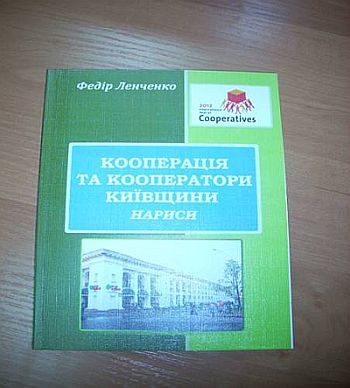 Федір Ленченко
2012
Cooperatives
КООПЕРАЦІЯ
ТА КООПЕРАТОРИ
КИЇВЩИНИ
НАРИСИ